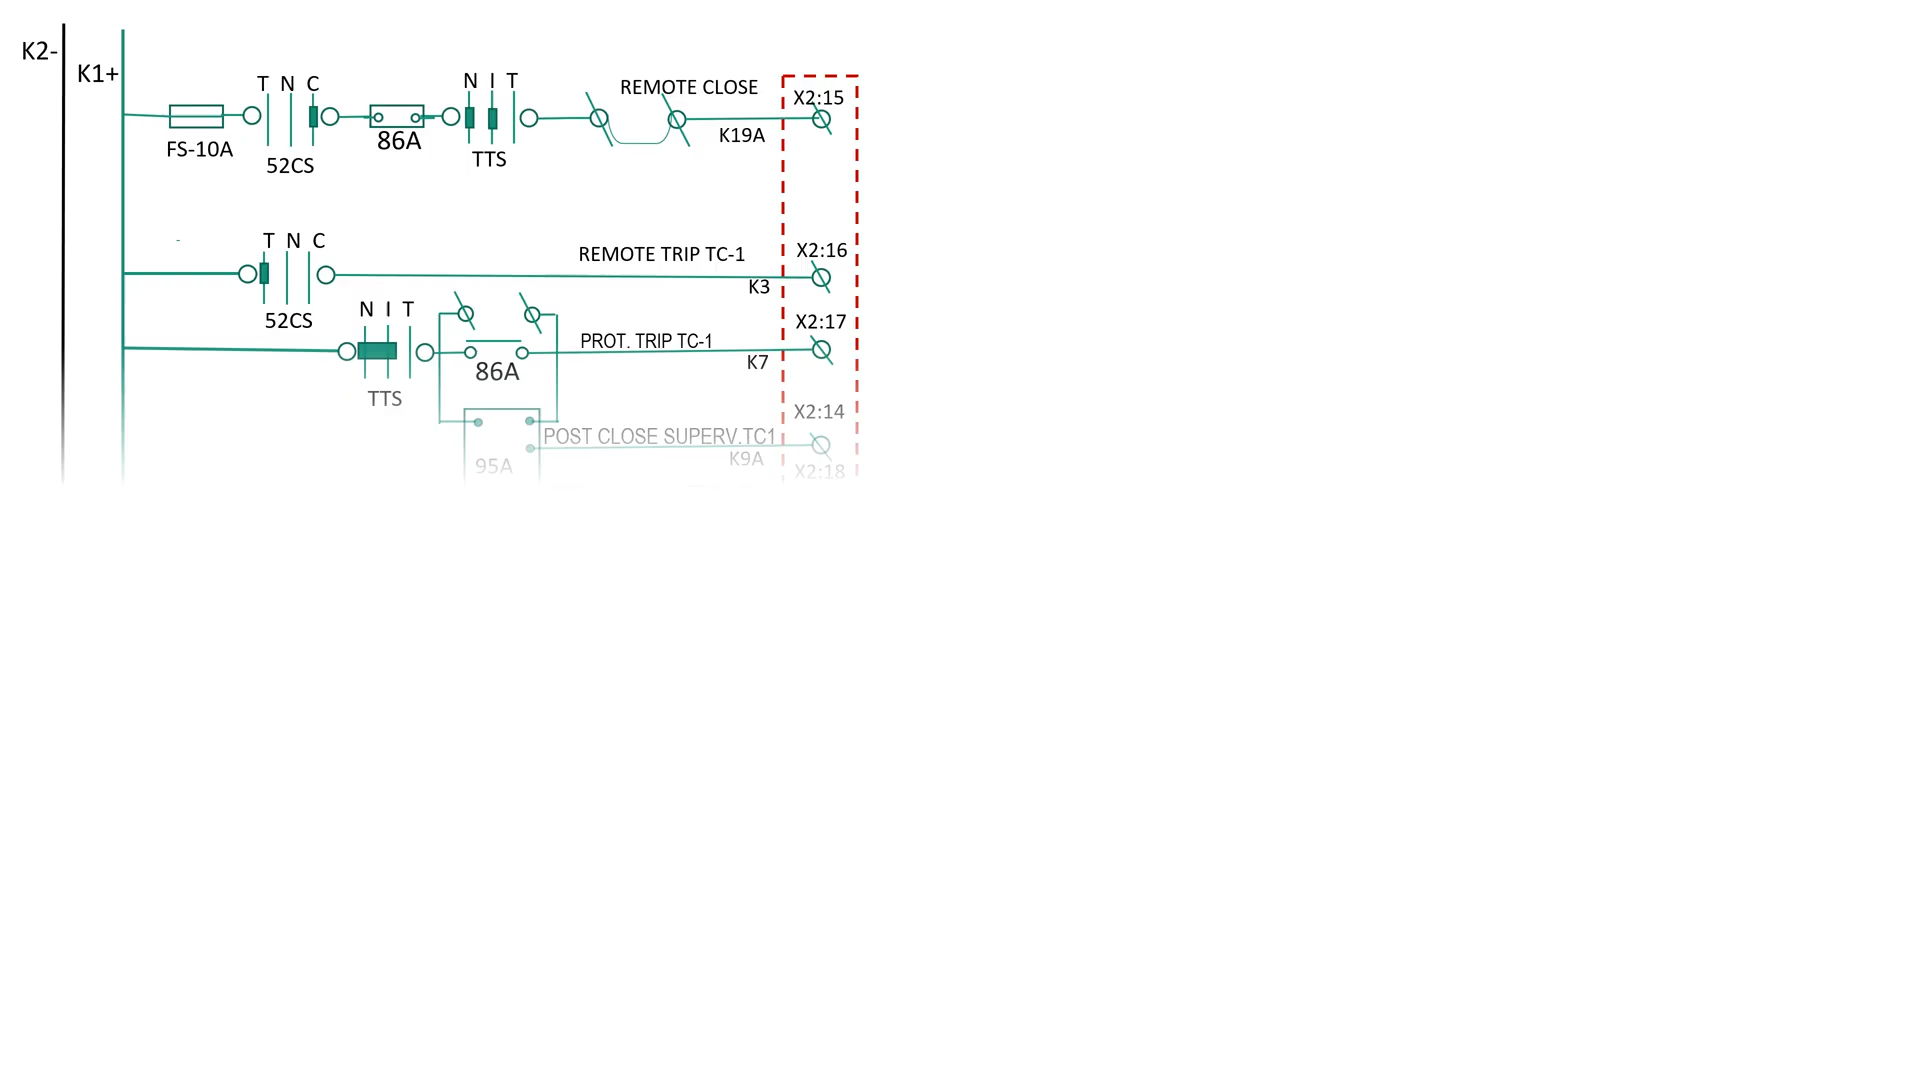 K2-
K1+
T N C
N I T
REMOTE CLOSE
X2:15
FS-10A
52CS
86A
TTS
K19A
T N C
REMOTE TRIP TC-1
X2:16
K3
52CS
N I T
X2:17
PROT. TRIP TC-1
K7
86A
TTS
X2:14
POST CLOSE SUPERV.TC1
K9A
95A
X2:18